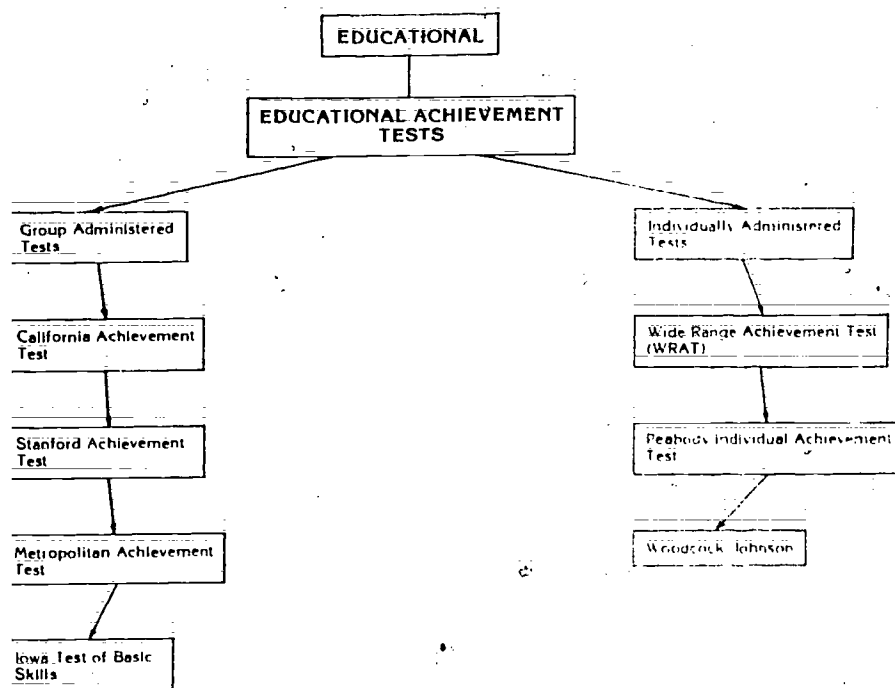 EDUCATIONAL
EDUCATIONAL ACHIEVEMENT
TESTS
Group Administered
Tests
California Achievement
Test
Stanford Achievement
Test
Metropolitan Achievement
Test
Iowa Test of Basic
Skills
Individually Administered
Tests
Wide Range Achievement Test
(WRAT)
Peabody Individual Achievement
Test
Woodcock Johnson